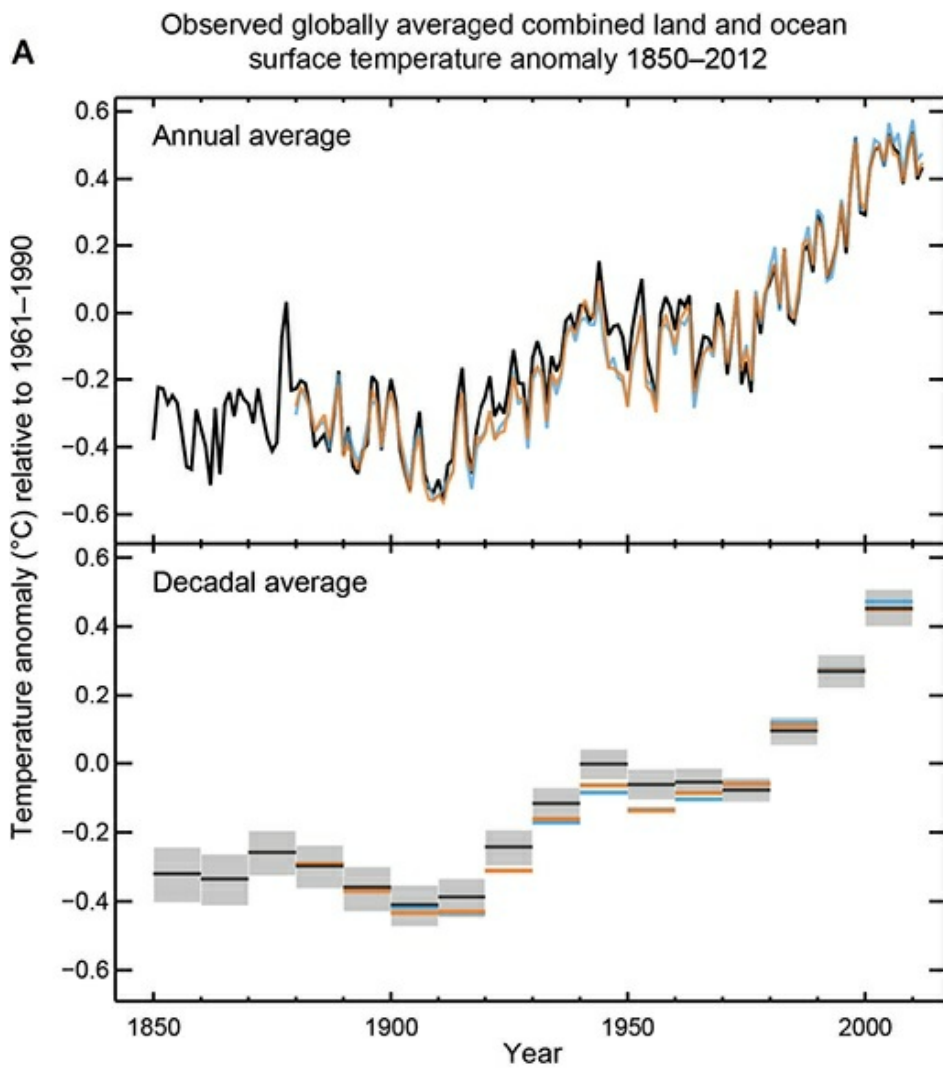 A
Observed globally averaged combined land and ocean
surface temperature anomaly 1850–2012
Temperature anomaly (°C) relative to 1961–1990
Annual average
0.6
0.4
0.2
0.0
−0.2
−0.4
−0.6
Decadal average
0.6
0.4
0.2
0.0
−0.2
−0.4
−0.6
1850
1900
1950
2000
Year